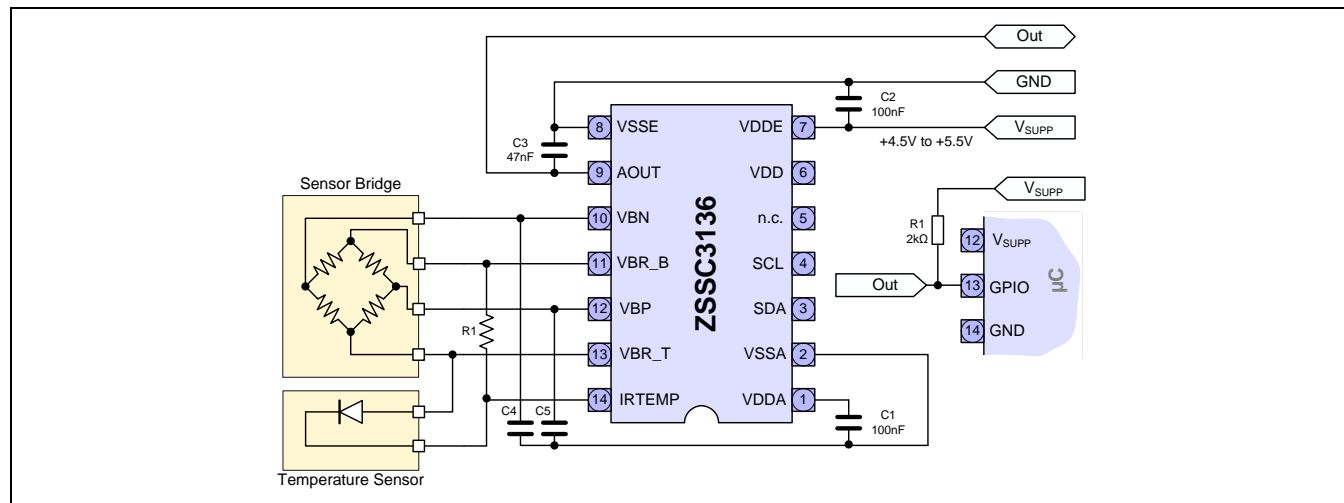 Out
GND
C2
100nF
8 VSSE
VDDE 7
V_SUPP
+4.5V to +5.5V
C3
47nF
9 AOUT
VDD 6
Sensor Bridge
V_SUPP
10 VBN
n.c. 5
R1
2kΩ
12 V_SUPP
11 VBR_B
SCL 4
ZSSC3136
µC
Out
13 GPIO
12 VBP
SDA 3
R1
14 GND
13 VBR_T
VSSA 2
14 IRTEMP
VDDA 1
C4
C5
C1
100nF
Temperature Sensor